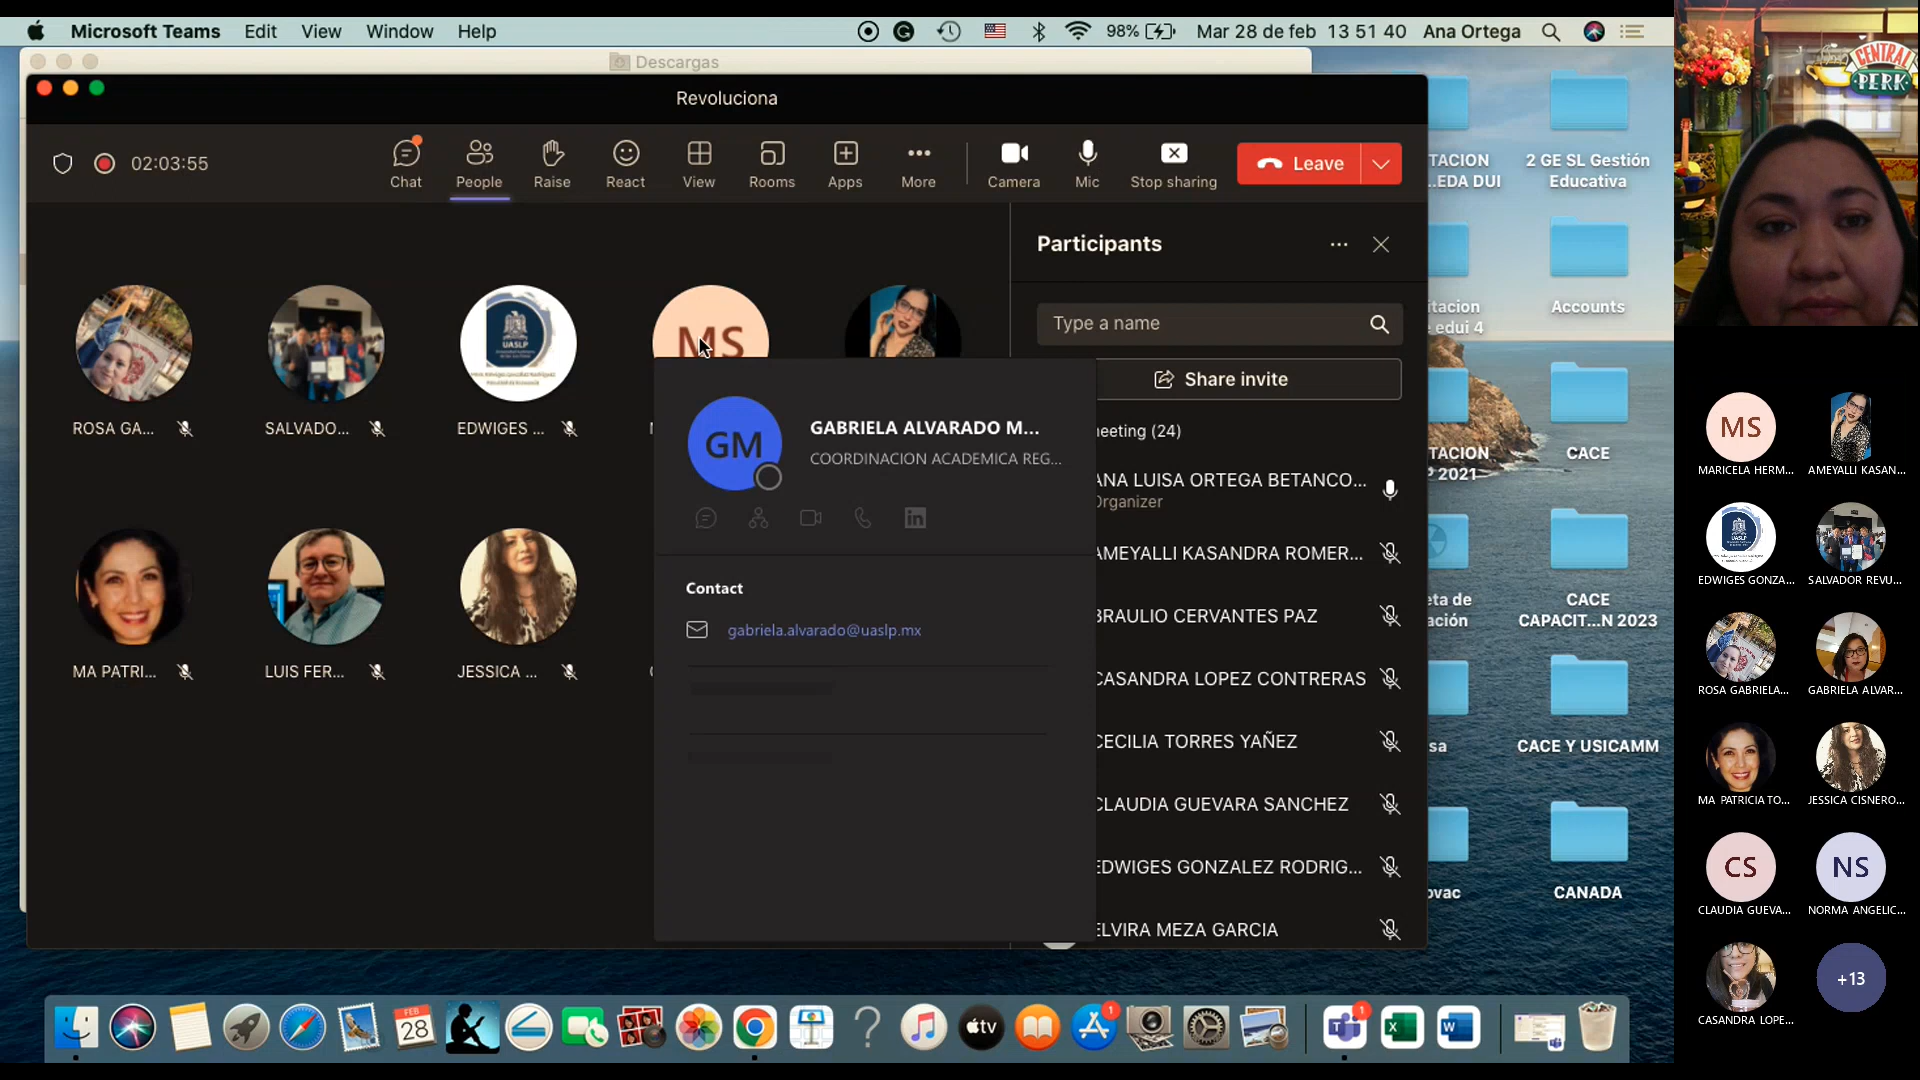 Microsoft Teams Edit View Window Help 98% Mar 28 de feb 13 51 40 Ana Ortega
Descargas
Revoluciona
02:03:55
Chat People Raise React View Rooms Apps More Camera Mic Stop sharing Leave
Participants
Type a name
Share invite
meeting (24)
ANA LUISA ORTEGA BETANCO...
Organizer
AMEYALLI KASANDRA ROMER...
BRAULIO CERVANTES PAZ
CASANDRA LOPEZ CONTRERAS
CECILIA TORRES YAÑEZ
CLAUDIA GUEVARA SANCHEZ
EDWIGES GONZALEZ RODRIG...
ELVIRA MEZA GARCIA
UASLP
MS
ROSA GA...
SALVADO...
EDWIGES ...
MA PATRI...
LUIS FER...
JESSICA ...
GM
GABRIELA ALVARADO M...
COORDINACION ACADEMICA REG...
Contact
gabriela.alvarado@uaslp.mx
TACION
...EDA DUI
2 GE SL Gestión
Educativa
itacion
edui 4
Accounts
TACION
P 2021
CACE
eta de
ación
CACE
CAPACIT...N 2023
sa
CACE Y USICAMM
ovac
CANADA
CENTRAL
PERK
MS
MARICELA HERM...
AMEYALLI KASAN...
EDWIGES GONZA...
SALVADOR REVU...
ROSA GABRIELA...
GABRIELA ALVAR...
MA PATRICIA TO...
JESSICA CISNERO...
CS
CLAUDIA GUEVA...
NS
NORMA ANGELIC...
CASANDRA LOPE...
+13
FEB
28
tv
1
1